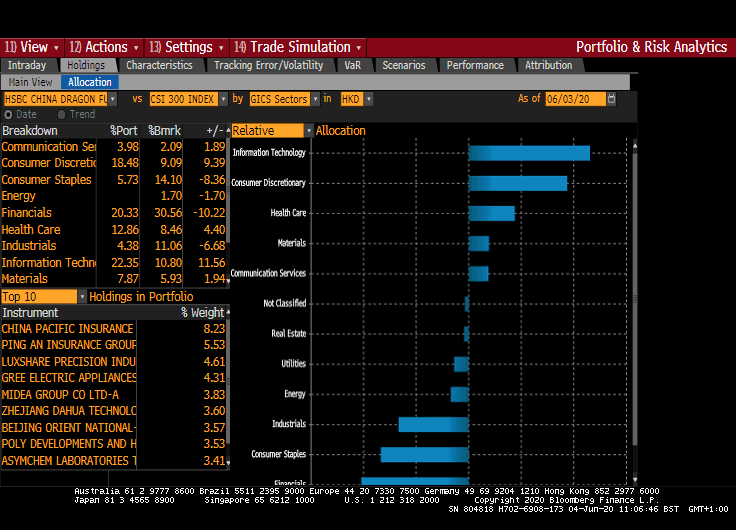 11) View 12) Actions 13) Settings 14) Trade Simulation Portfolio & Risk Analytics
Intraday Holdings Characteristics Tracking Error/Volatility VaR Scenarios Performance Attribution
Main View Allocation
HSBC CHINA DRAGON FU vs CSI 300 INDEX by GICS Sectors in HKD As of 06/03/20
Date Trend
Breakdown %Port %Bmrk +/- Relative Allocation
Communication Ser 3.98 2.09 1.89
Consumer Discretic 18.48 9.09 9.39
Consumer Staples 5.73 14.10 -8.36
Energy 1.70 -1.70
Financials 20.33 30.56 -10.22
Health Care 12.86 8.46 4.40
Industrials 4.38 11.06 -6.68
Information Techn 22.35 10.80 11.56
Materials 7.87 5.93 1.94
Top 10 Holdings in Portfolio
Instrument % Weight
CHINA PACIFIC INSURANCE 8.23
PING AN INSURANCE GROUP 5.53
LUXSHARE PRECISION INDU 4.61
GREE ELECTRIC APPLIANCES 4.31
MIDEA GROUP CO LTD-A 3.83
ZHEJIANG DAHUA TECHNOLO 3.60
BEIJING ORIENT NATIONAL- 3.57
POLY DEVELOPMENTS AND H 3.53
ASYMCHEM LABORATORIES T 3.41
Information Technology
Consumer Discretionary
Health Care
Materials
Communication Services
Not Classified
Real Estate
Utilities
Energy
Industrials
Consumer Staples
Financials
Australia 61 2 9777 8600 Brazil 5511 2395 9000 Europe 44 20 7330 7500 Germany 49 69 9204 1210 Hong Kong 852 2977 6000
Japan 81 3 4565 8900 Singapore 65 6212 1000 U.S. 1 212 318 2000 Copyright 2020 Bloomberg Finance L.P.
SN 804818 H702-6908-173 04-Jun-20 11:06:46 BST GMT+1:00